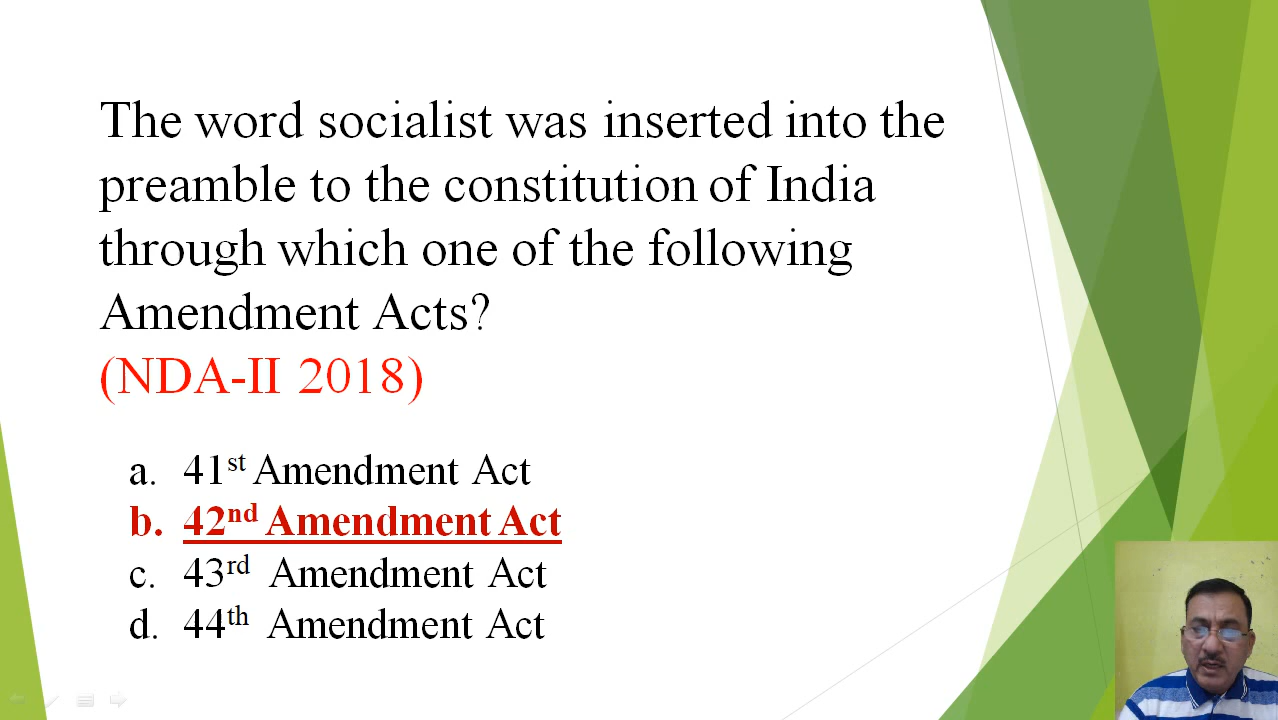 The word socialist was inserted into the
preamble to the constitution of India
through which one of the following
Amendment Acts?
(NDA-II 2018)
a. 41st Amendment Act
b. 42nd Amendment Act
c. 43rd Amendment Act
d. 44th Amendment Act